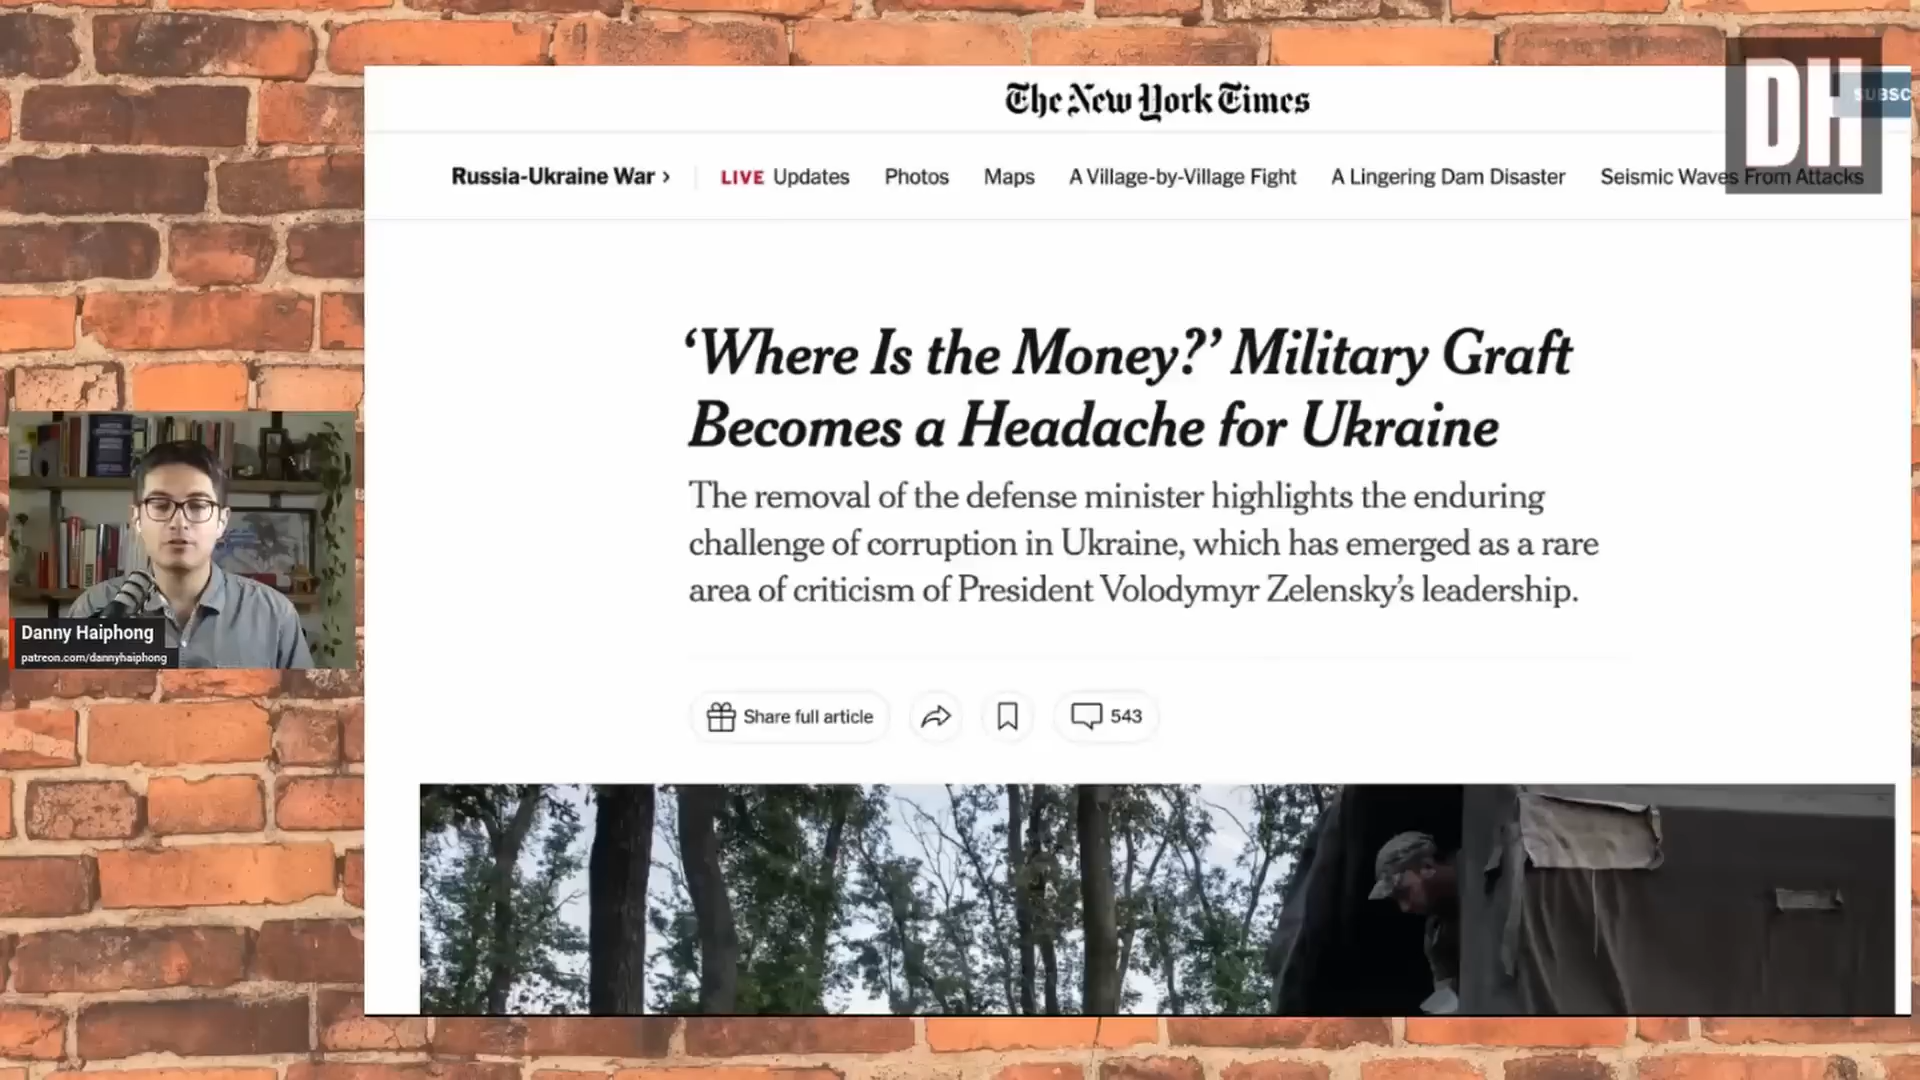 The New York Times
DH
SUBSC
Russia-Ukraine War ›
LIVE Updates
Photos
Maps
A Village-by-Village Fight
A Lingering Dam Disaster
Seismic Waves From Attacks
‘Where Is the Money?’ Military Graft
Becomes a Headache for Ukraine
The removal of the defense minister highlights the enduring
challenge of corruption in Ukraine, which has emerged as a rare
area of criticism of President Volodymyr Zelensky’s leadership.
Danny Haiphong
patreon.com/dannyhaiphong
Share full article
543